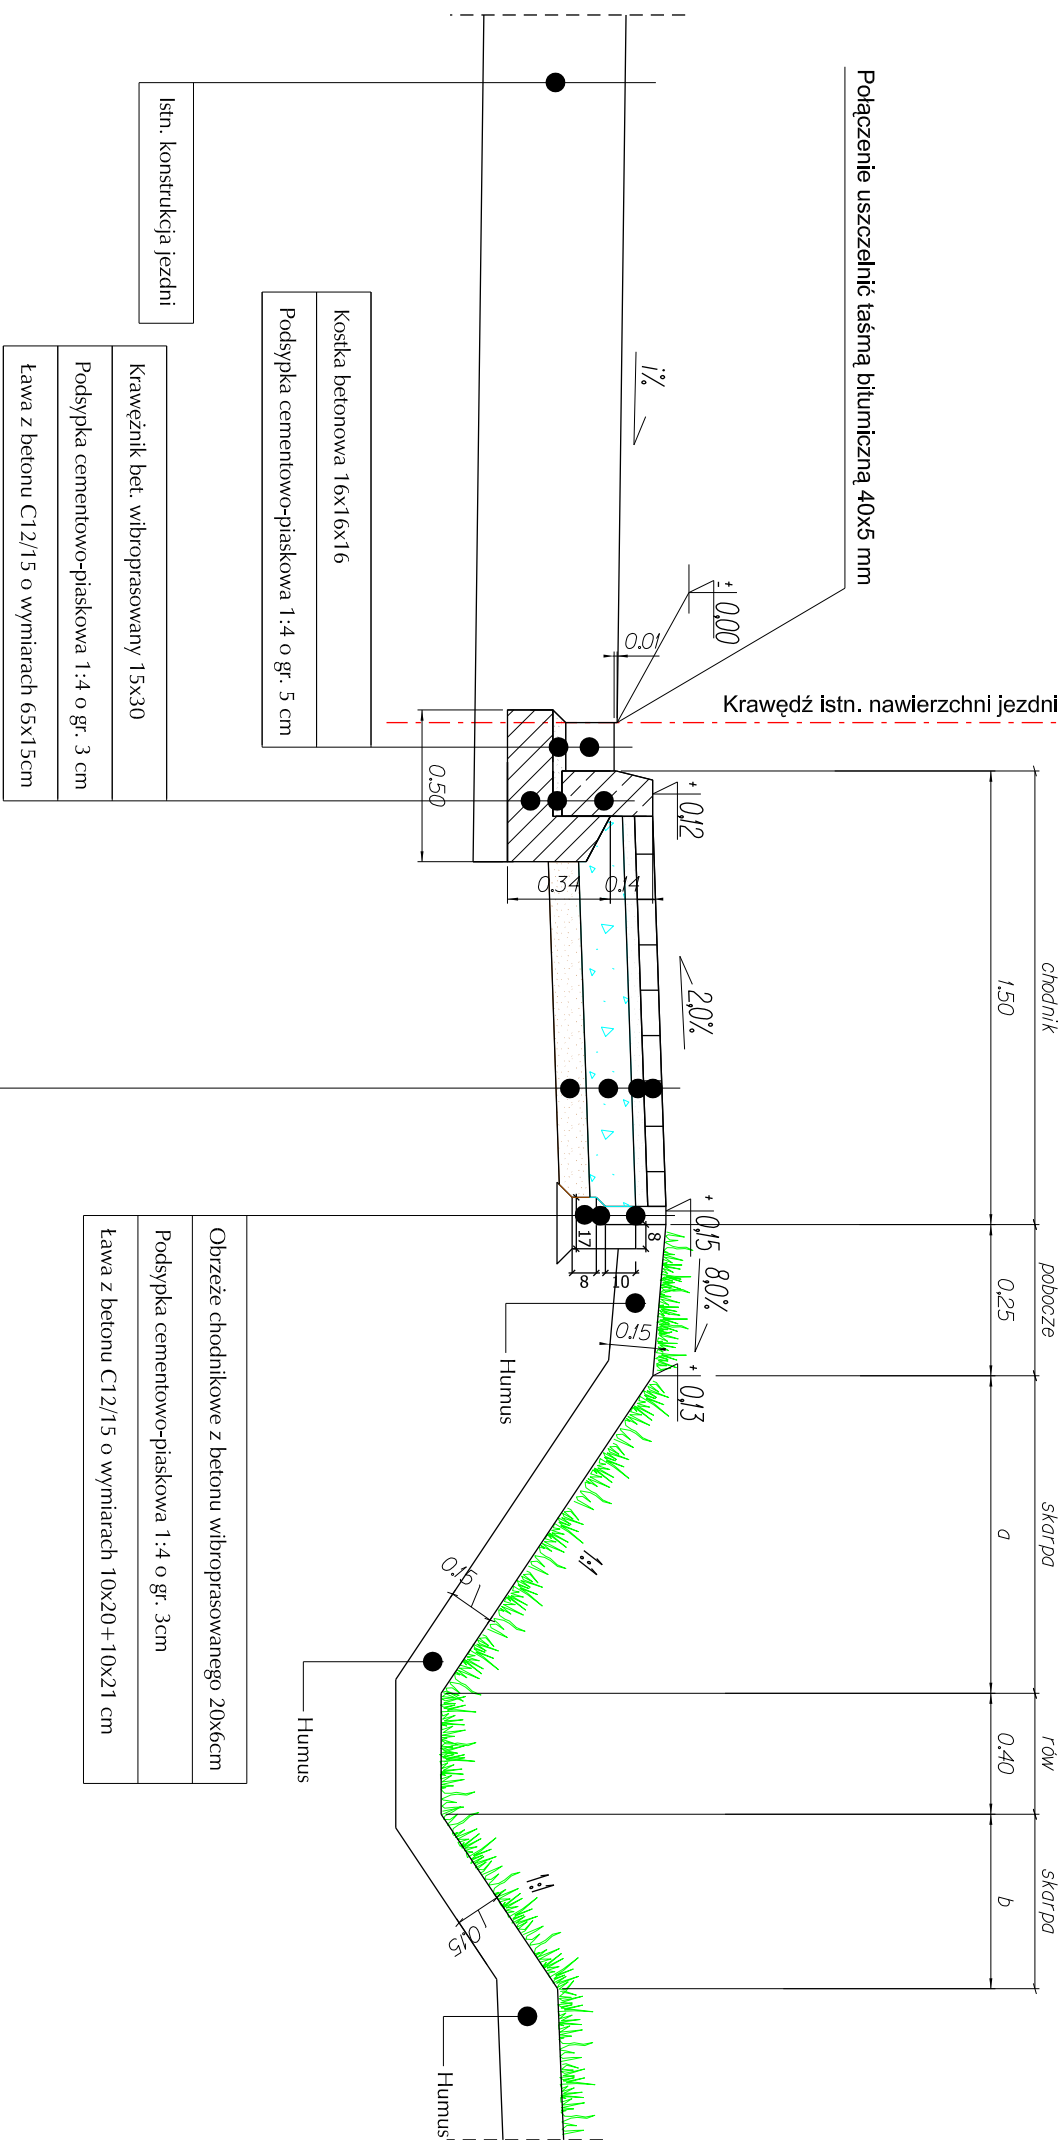 Połączenie uszczelnić taśmą bitumiczną 40x5 mm
Krawędź istn. nawierzchni jezdni
chodnik
pobocze
skarpa
rów
skarpa
1.50
0,25
a
0.40
b
i%
± 0,00
0.01
+ 0,12
2,0%
+ 0,15
8,0%
+ 0,13
0.50
0.34
0.14
8
17
10
8
0.15
1:1
0.15
1:1
0.15
Istn. konstrukcja jezdni
Kostka betonowa 16x16x16
Podsypka cementowo-piaskowa 1:4 o gr. 5 cm
Krawężnik bet. wibroprasowany 15x30
Podsypka cementowo-piaskowa 1:4 o gr. 3 cm
Ława z betonu C12/15 o wymiarach 65x15cm
Obrzeże chodnikowe z betonu wibroprasowanego 20x6cm
Podsypka cementowo-piaskowa 1:4 o gr. 3cm
Ława z betonu C12/15 o wymiarach 10x20+10x21 cm
Humus
Humus
Humus